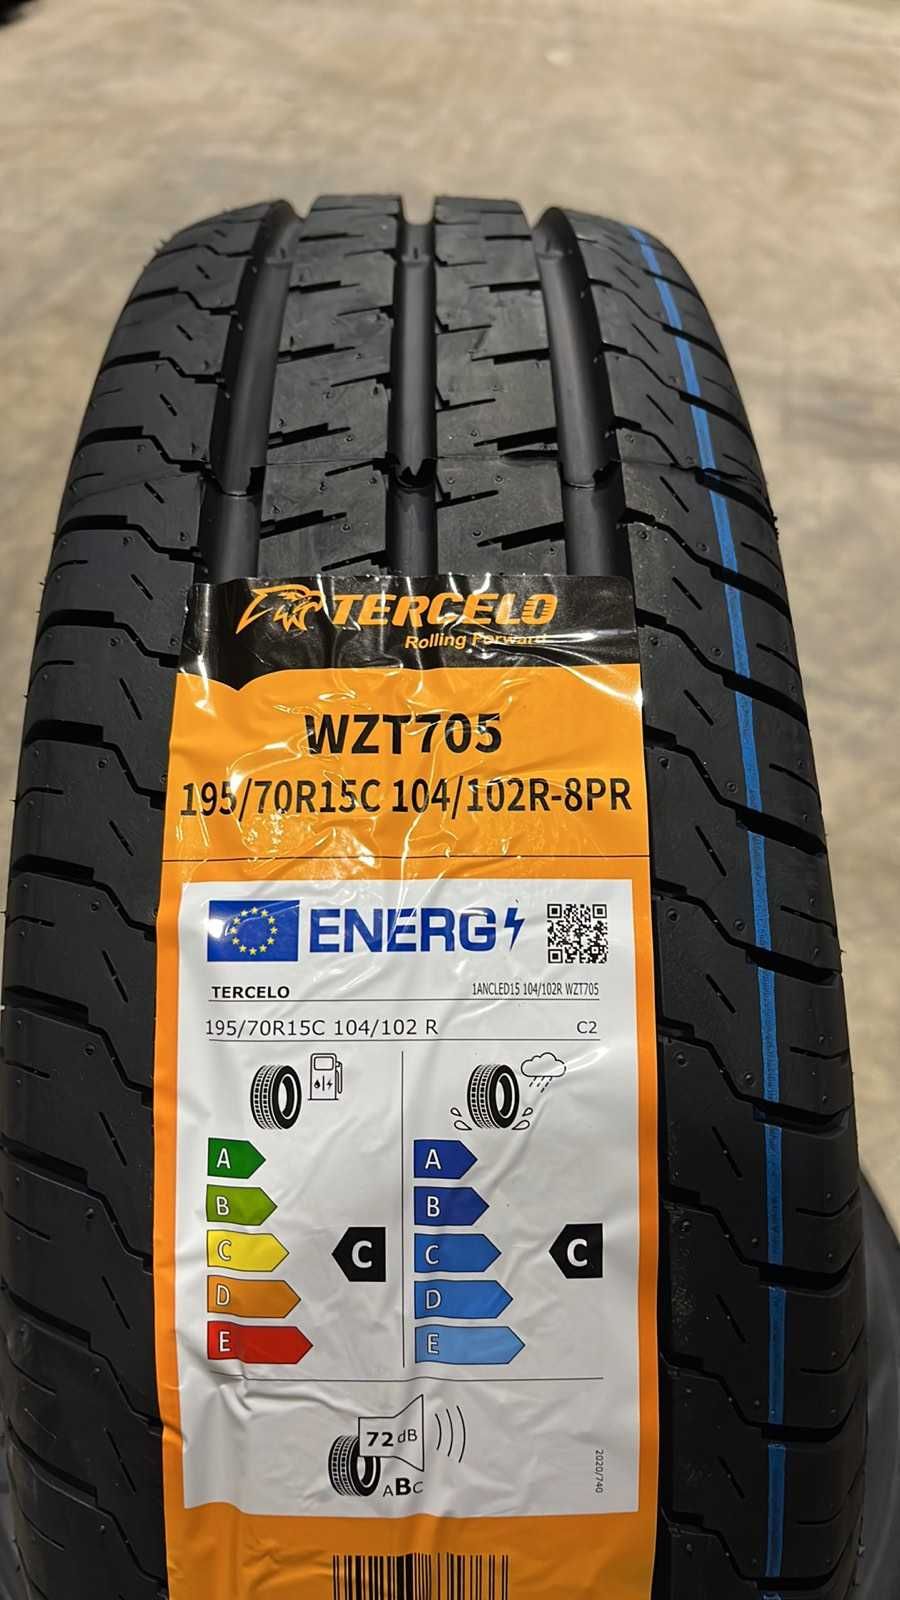 TERCELO
Rolling Forward
WZT705
195/70R15C 104/102R-8PR
ENERG
TERCELO 1ANCLED15 104/102R WZT705
195/70R15C 104/102 R C2
A A
B B
C C C C
D D
E E
72 dB
ABC
2020/740